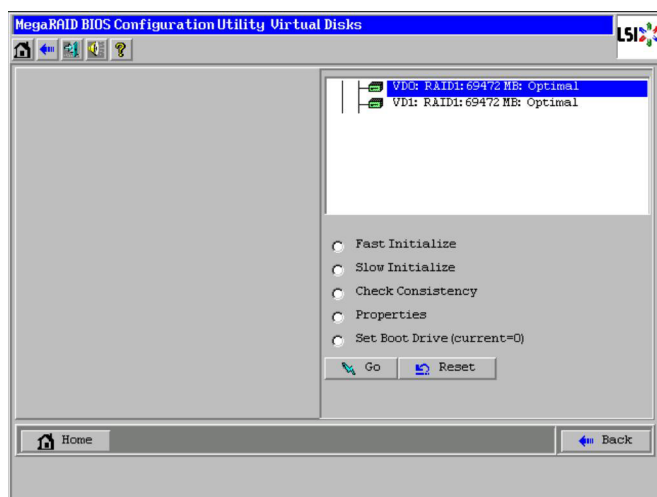 MegaRAID BIOS Configuration Utility Virtual Disks
LSI
VD0: RAID1: 69472 MB: Optimal
VD1: RAID1: 69472 MB: Optimal
Fast Initialize
Slow Initialize
Check Consistency
Properties
Set Boot Drive (current=0)
Go Reset
Home Back